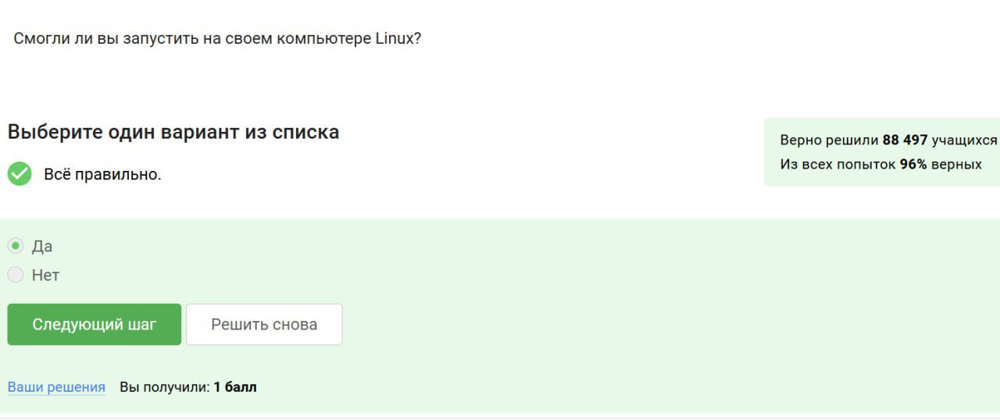 Смогли ли вы запустить на своем компьютере Linux?
Выберите один вариант из списка
Верно решили 88 497 учащихся
Из всех попыток 96% верных
Всё правильно.
Да
Нет
Следующий шаг
Решить снова
Ваши решения
Вы получили: 1 балл